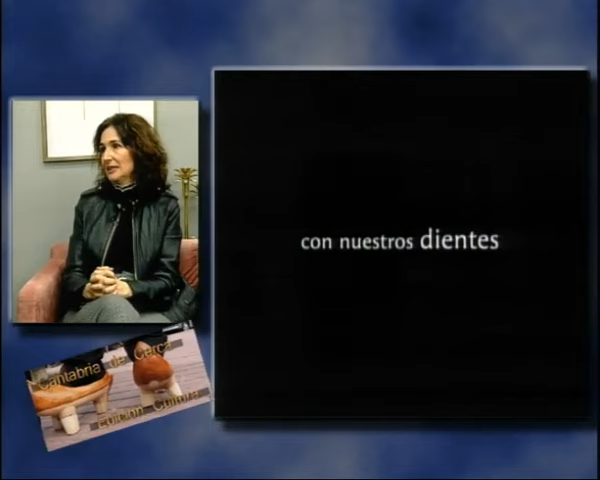 con nuestros dientes
Cantabria de Cerca
Edición Cultura